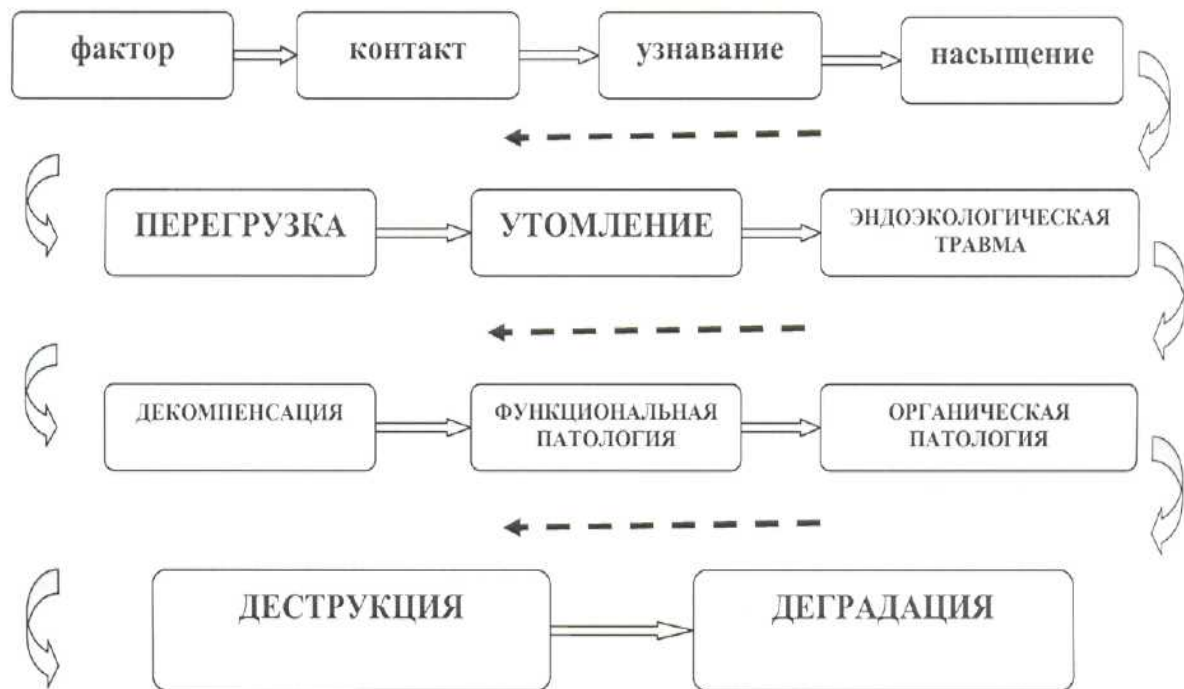 фактор контакт узнавание насыщение
ПЕРЕГРУЗКА УТОМЛЕНИЕ ЭНДОЭКОЛОГИЧЕСКАЯ
ТРАВМА
ДЕКОМПЕНСАЦИЯ ФУНКЦИОНАЛЬНАЯ ОРГАНИЧЕСКАЯ
ПАТОЛОГИЯ ПАТОЛОГИЯ
ДЕСТРУКЦИЯ ДЕГРАДАЦИЯ